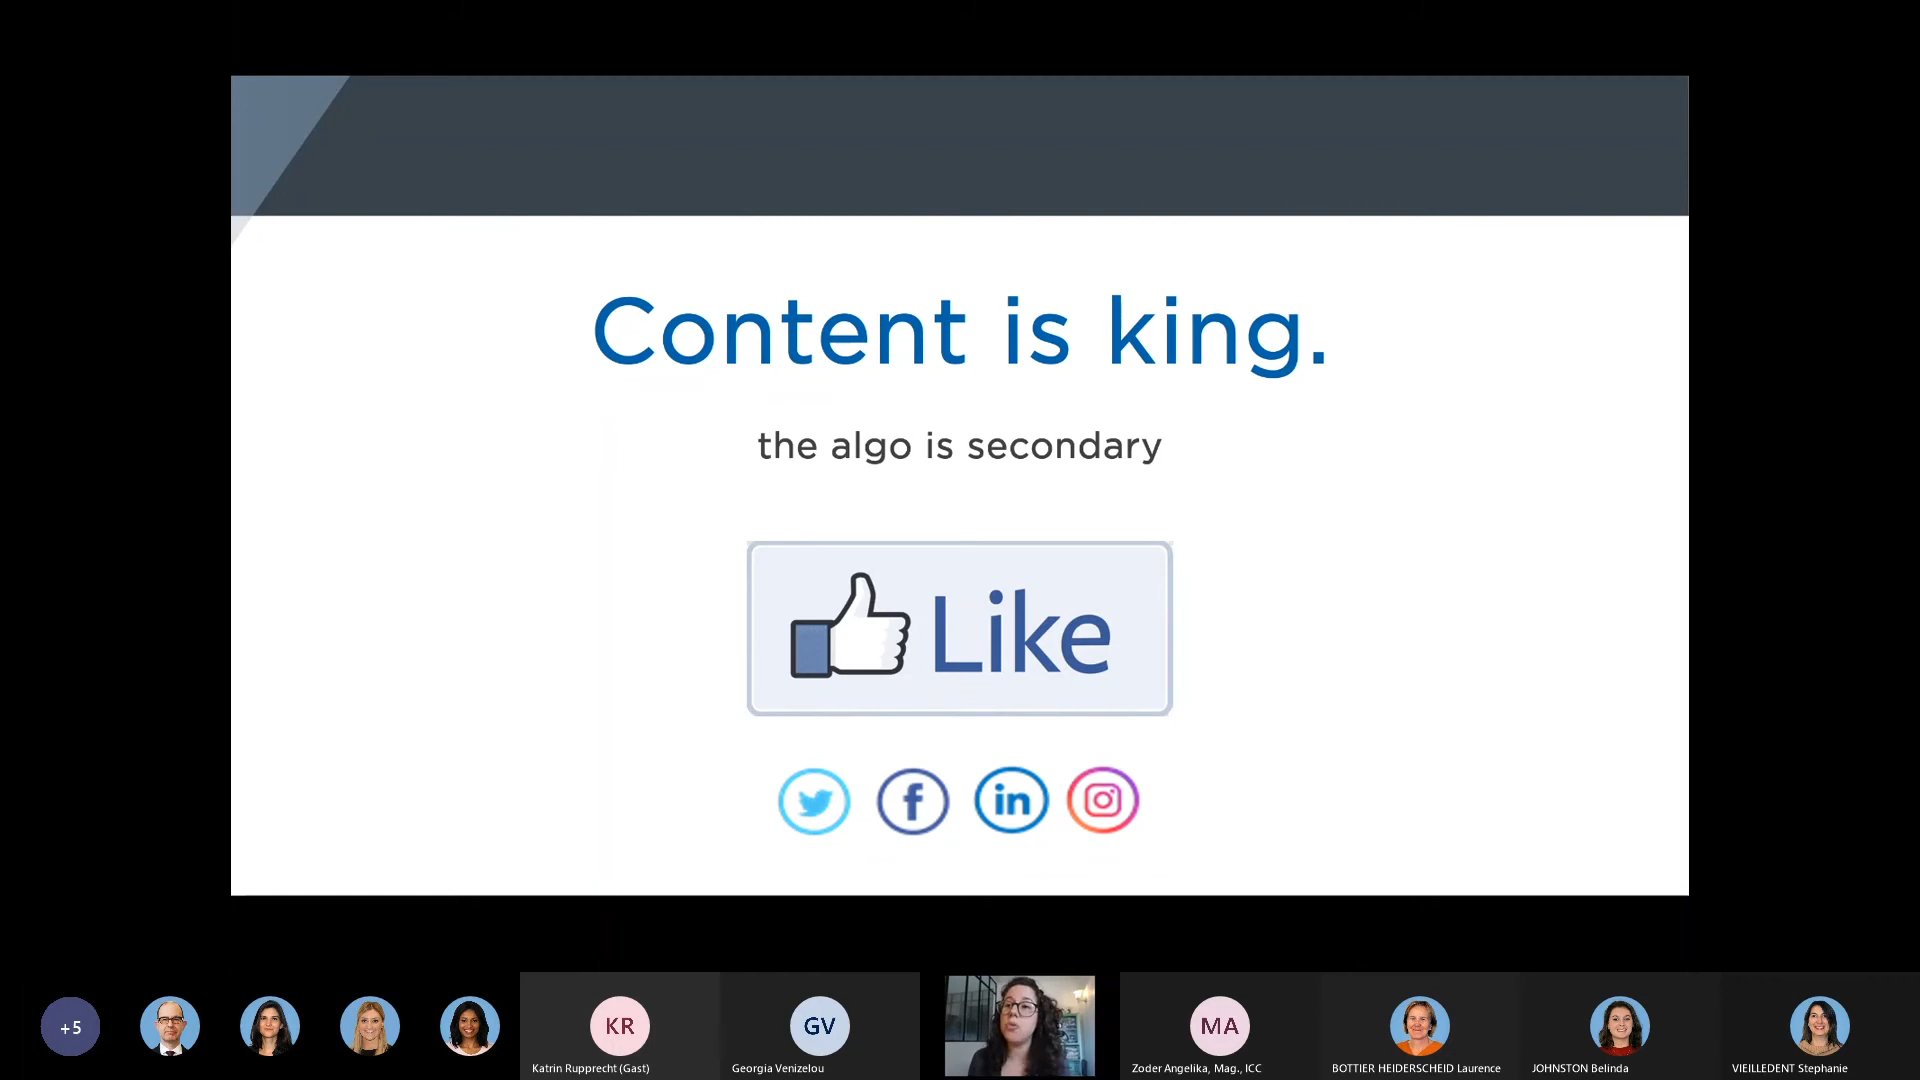 Content is king.
the algo is secondary
Like
f
in
+5
KR
GV
MA
Katrin Rupprecht (Gast)
Georgia Venizelou
Zoder Angelika, Mag., ICC
BOTTIER HEIDERSCHEID Laurence
JOHNSTON Belinda
VIEILLEDENT Stephanie